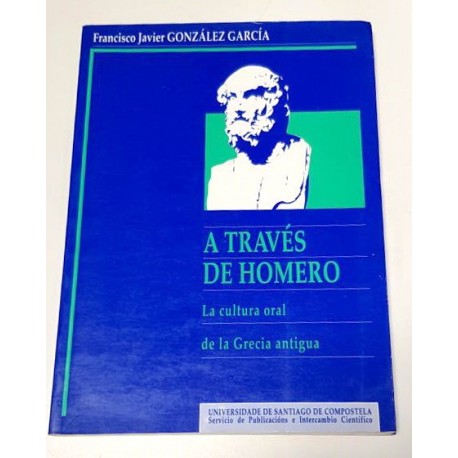 Francisco Javier GONZÁLEZ GARCÍA
A TRAVÉS
DE HOMERO
La cultura oral
de la Grecia antigua
UNIVERSIDADE DE SANTIAGO DE COMPOSTELA
Servicio de Publicacións e Intercambio Científico